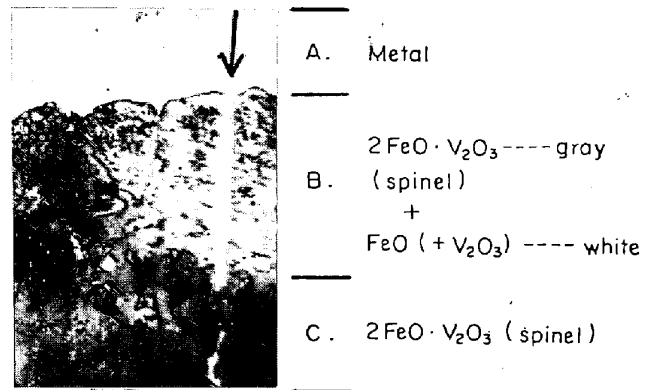 A. Metal
2FeO·V₂O₃----gray
B. (spinel)
+
FeO (+V₂O₃) ---- white
C. 2FeO·V₂O₃ (spinel)